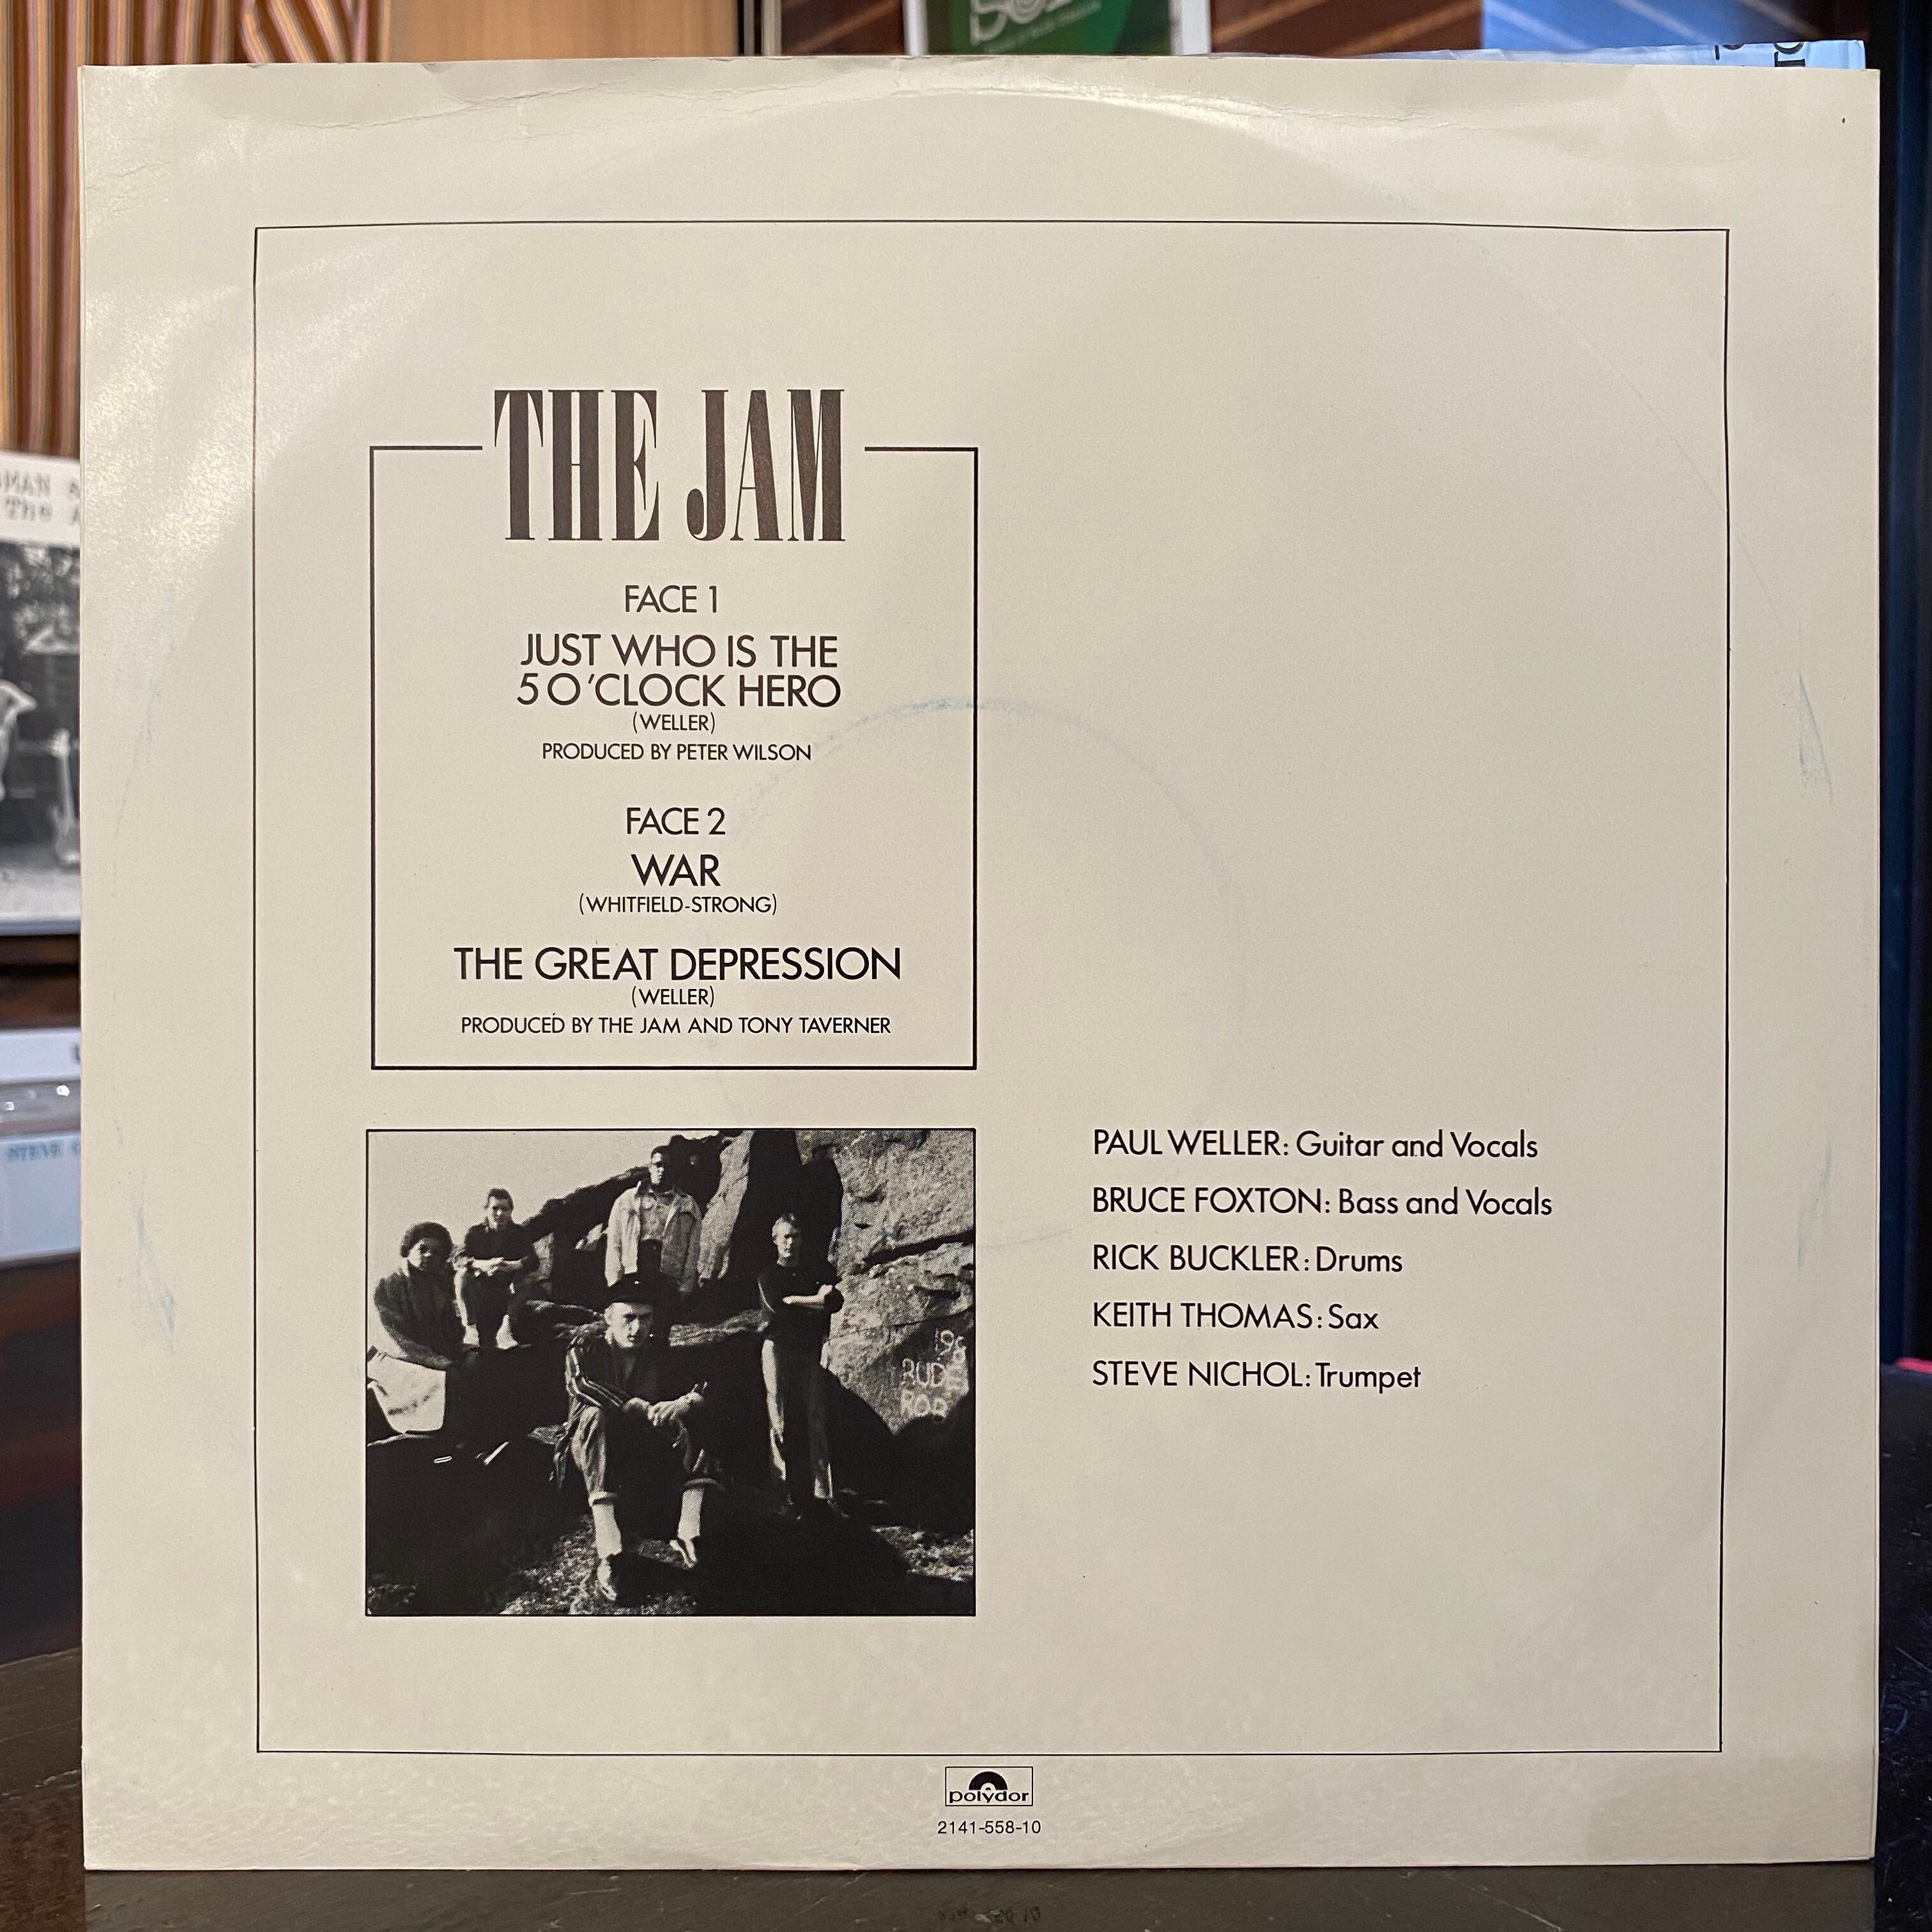 THE JAM
FACE 1
JUST WHO IS THE
5 O'CLOCK HERO
(WELLER)
PRODUCED BY PETER WILSON
FACE 2
WAR
(WHITFIELD-STRONG)
THE GREAT DEPRESSION
(WELLER)
PRODUCED BY THE JAM AND TONY TAVERNER
PAUL WELLER: Guitar and Vocals
BRUCE FOXTON: Bass and Vocals
RICK BUCKLER: Drums
KEITH THOMAS: Sax
STEVE NICHOL: Trumpet
polydor
2141-558-10
The
STEVE